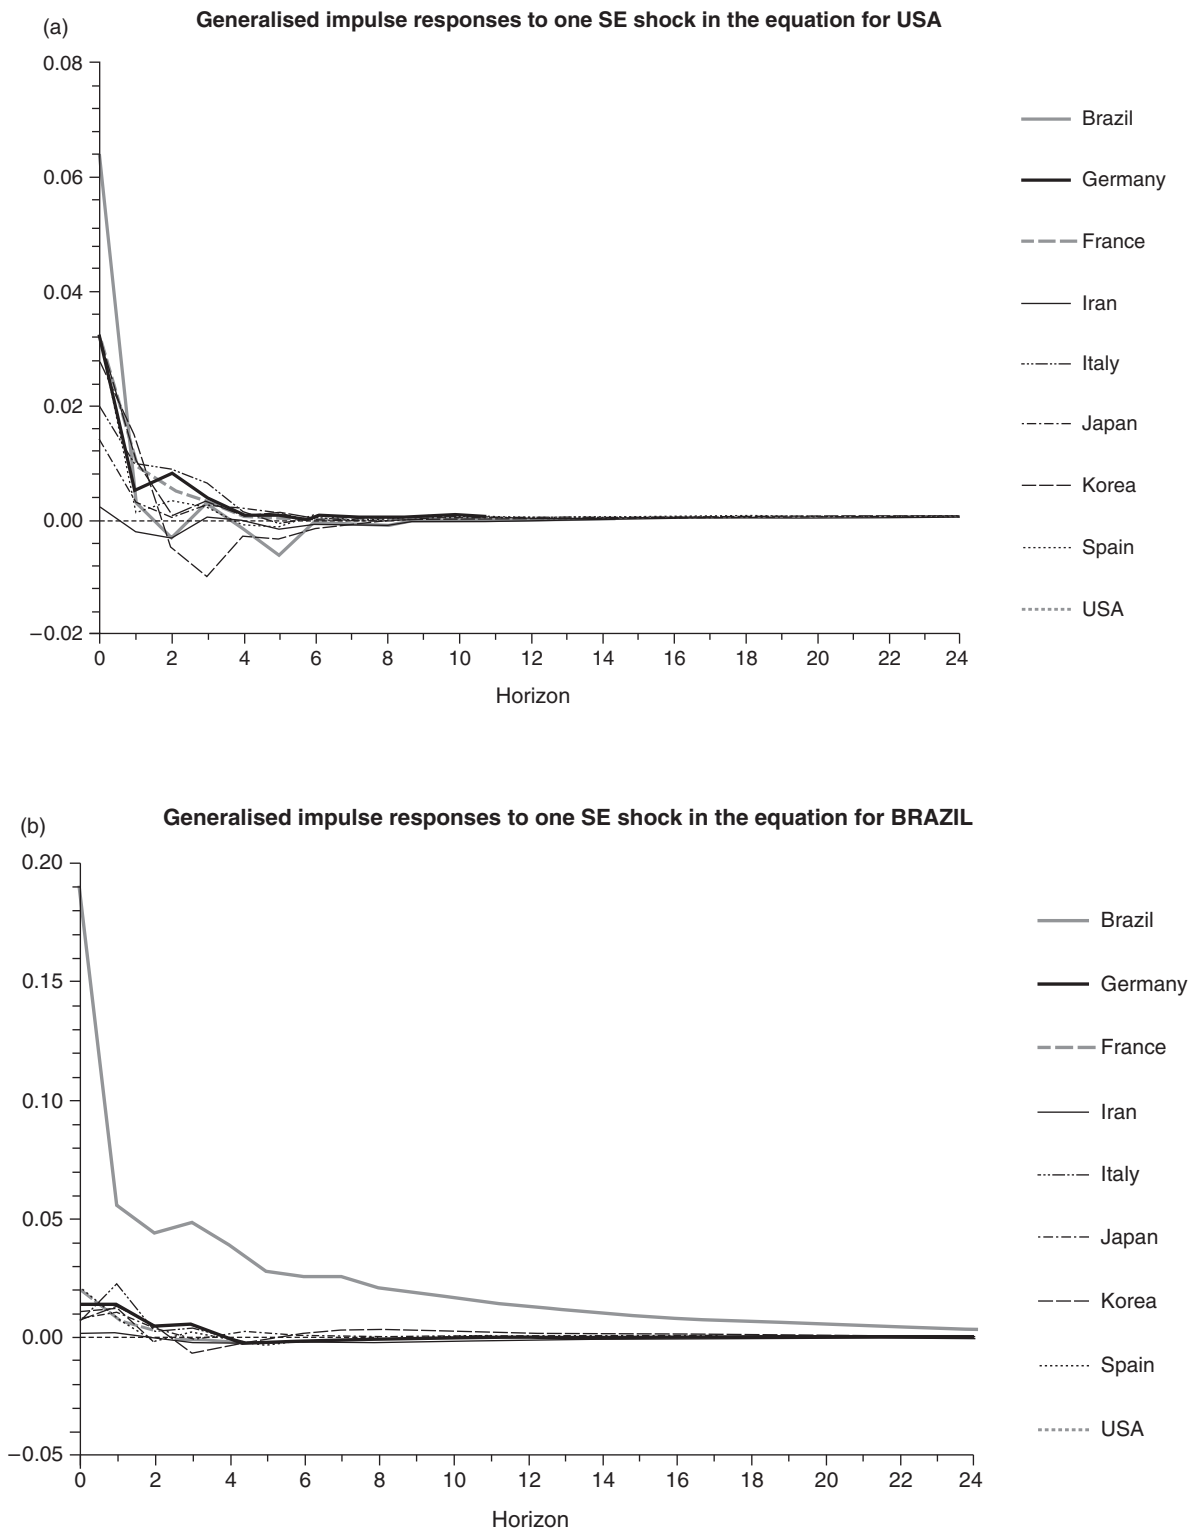 (a)
Generalised impulse responses to one SE shock in the equation for USA
0.08
0.06
0.04
0.02
0.00
−0.02
0 2 4 6 8 10 12 14 16 18 20 22 24
Horizon
Brazil
Germany
France
Iran
Italy
Japan
Korea
Spain
USA
(b)
Generalised impulse responses to one SE shock in the equation for BRAZIL
0.20
0.15
0.10
0.05
0.00
−0.05
0 2 4 6 8 10 12 14 16 18 20 22 24
Horizon
Brazil
Germany
France
Iran
Italy
Japan
Korea
Spain
USA